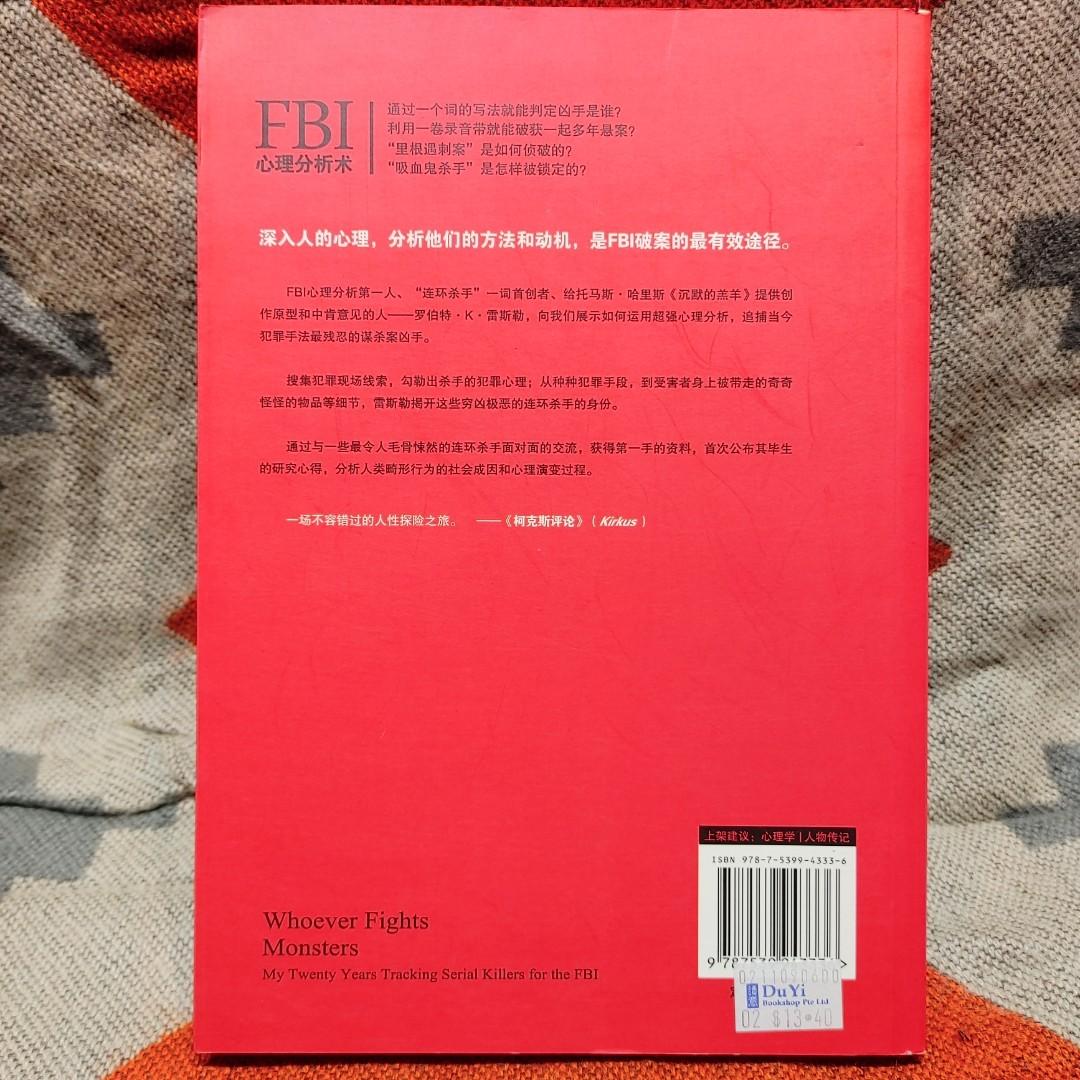 FBI
心理分析术
通过一个词的写法就能判定凶手是谁？
利用一卷录音带就能破获一起多年悬案？
“里根遇刺案”是如何侦破的？
“吸血鬼杀手”是怎样被锁定的？
深入人的心理，分析他们的方法和动机，是FBI破案的最有效途径。
FBI心理分析第一人、“连环杀手”一词首创者、给托马斯·哈里斯《沉默的羔羊》提供创
作原型和中肯意见的人——罗伯特·K·雷斯勒，向我们展示如何运用超强心理分析，追捕当今
犯罪手法最残忍的谋杀案凶手。
搜集犯罪现场线索，勾勒出杀手的犯罪心理；从种种犯罪手段，到受害者身上被带走的奇奇
怪怪的物品等细节，雷斯勒揭开这些穷凶极恶的连环杀手的身份。
通过与一些最令人毛骨悚然的连环杀手面对面的交流，获得第一手的资料，首次公布其毕生
的研究心得，分析人类畸形行为的社会成因和心理演变过程。
一场不容错过的人性探险之旅。 ——《柯克斯评论》（Kirkus）
上架建议：心理学|人物传记
ISBN 978-7-5399-4333-6
Whoever Fights
Monsters
My Twenty Years Tracking Serial Killers for the FBI
0211090600
Du Yi
Bookshop Pte Ltd
02 $13.40